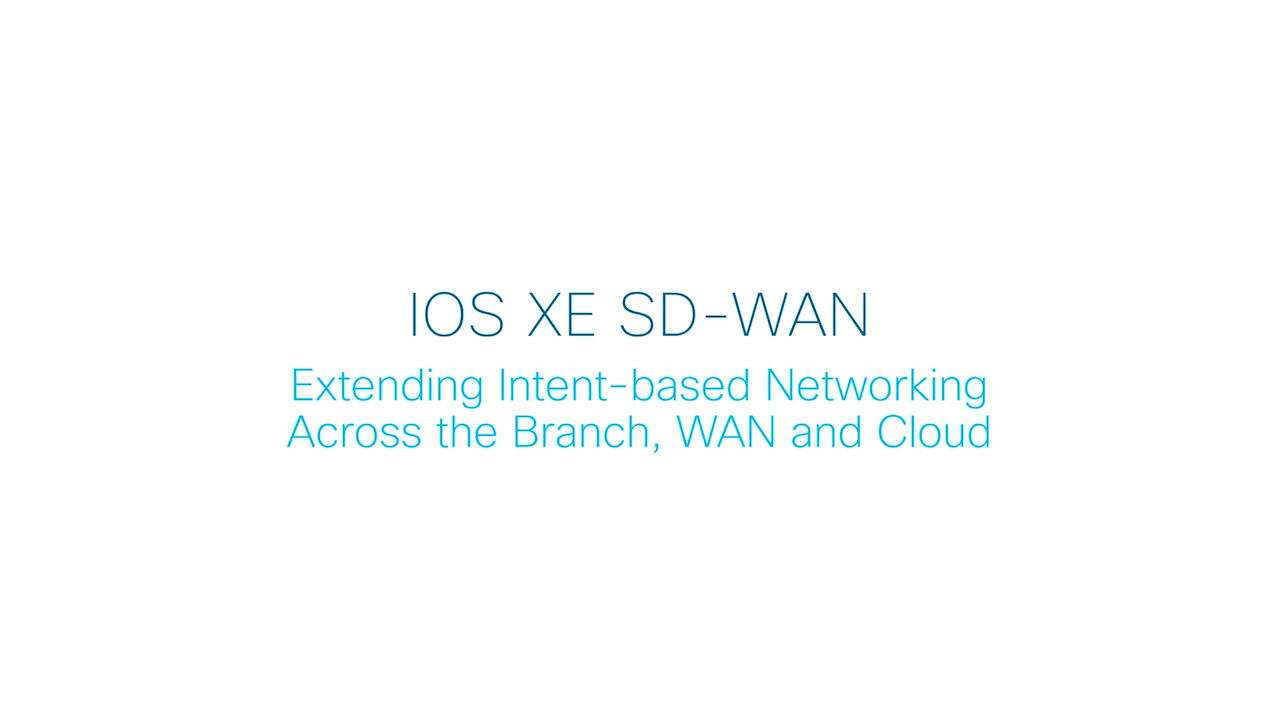 IOS XE SD-WAN
Extending Intent-based Networking
Across the Branch, WAN and Cloud